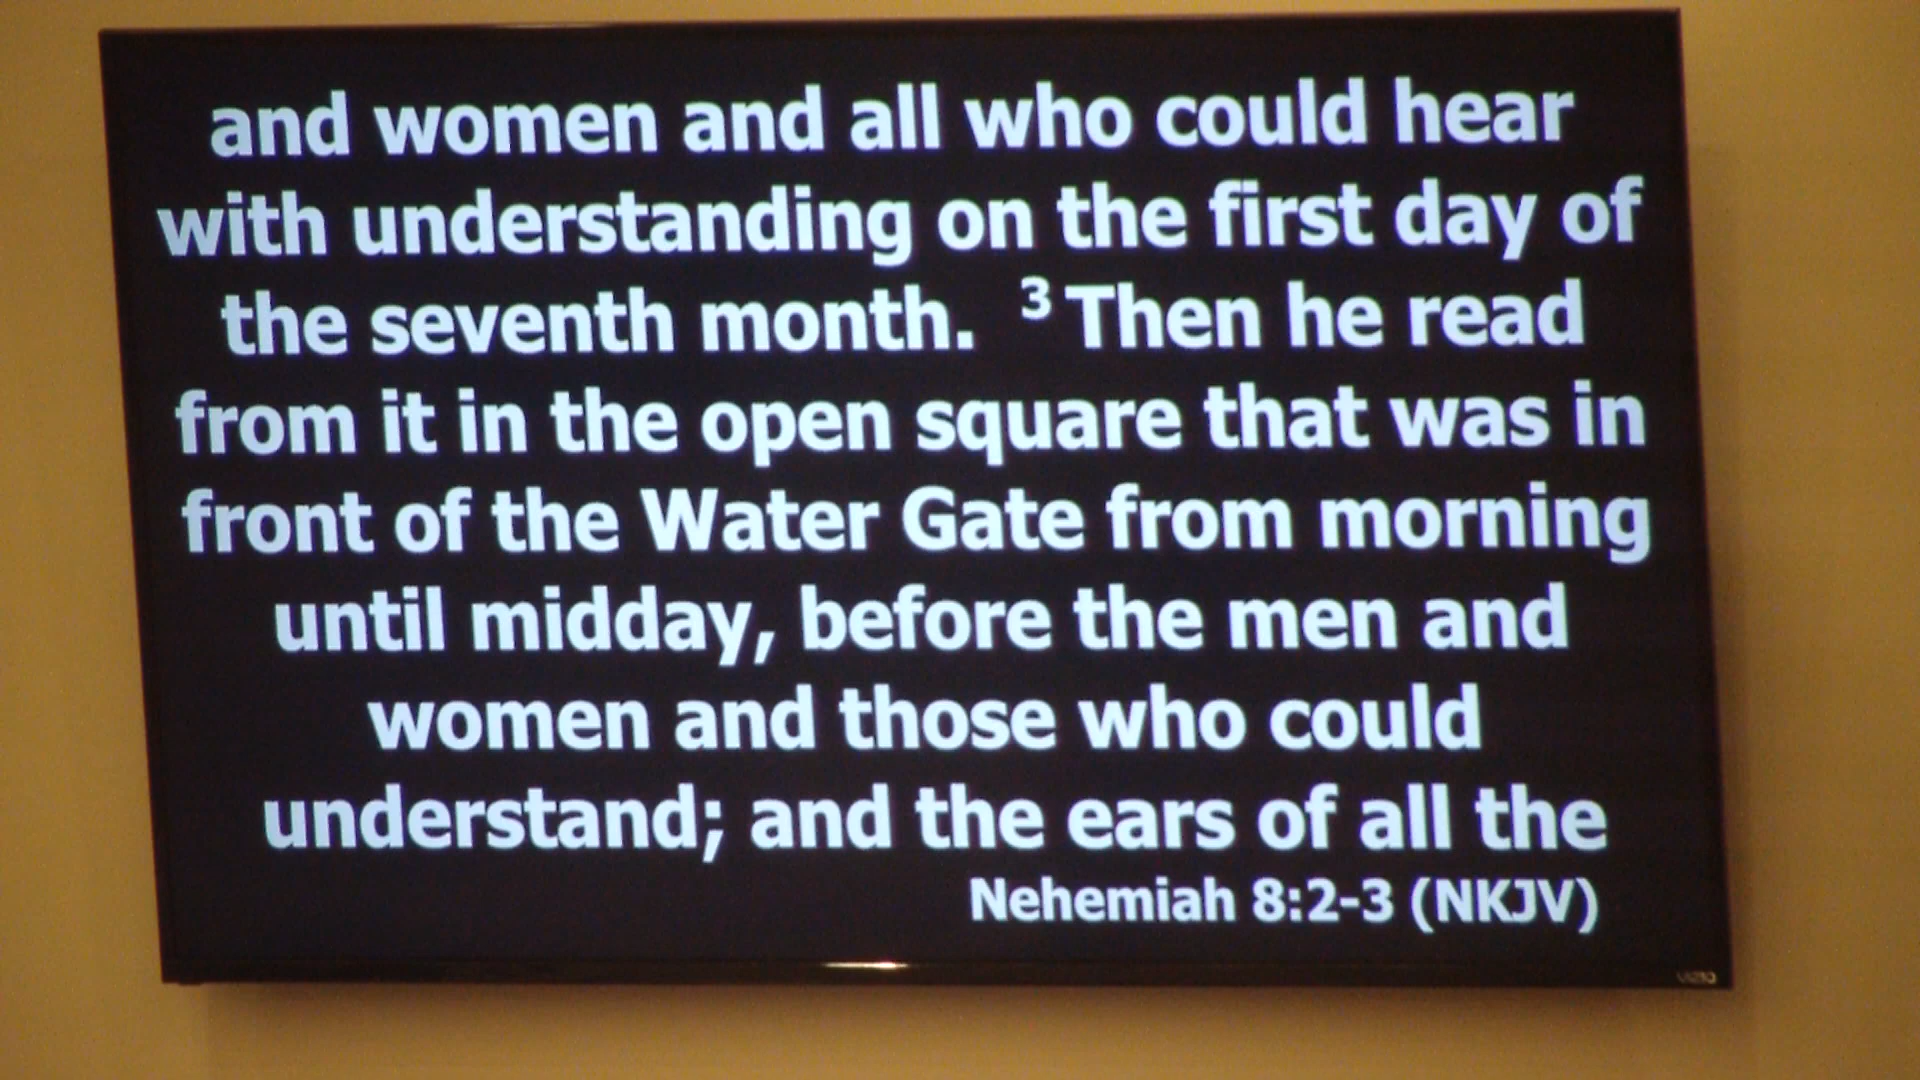 and women and all who could hear
with understanding on the first day of
the seventh month. ³ Then he read
from it in the open square that was in
front of the Water Gate from morning
until midday, before the men and
women and those who could
understand; and the ears of all the
Nehemiah 8:2-3 (NKJV)
VIZIO